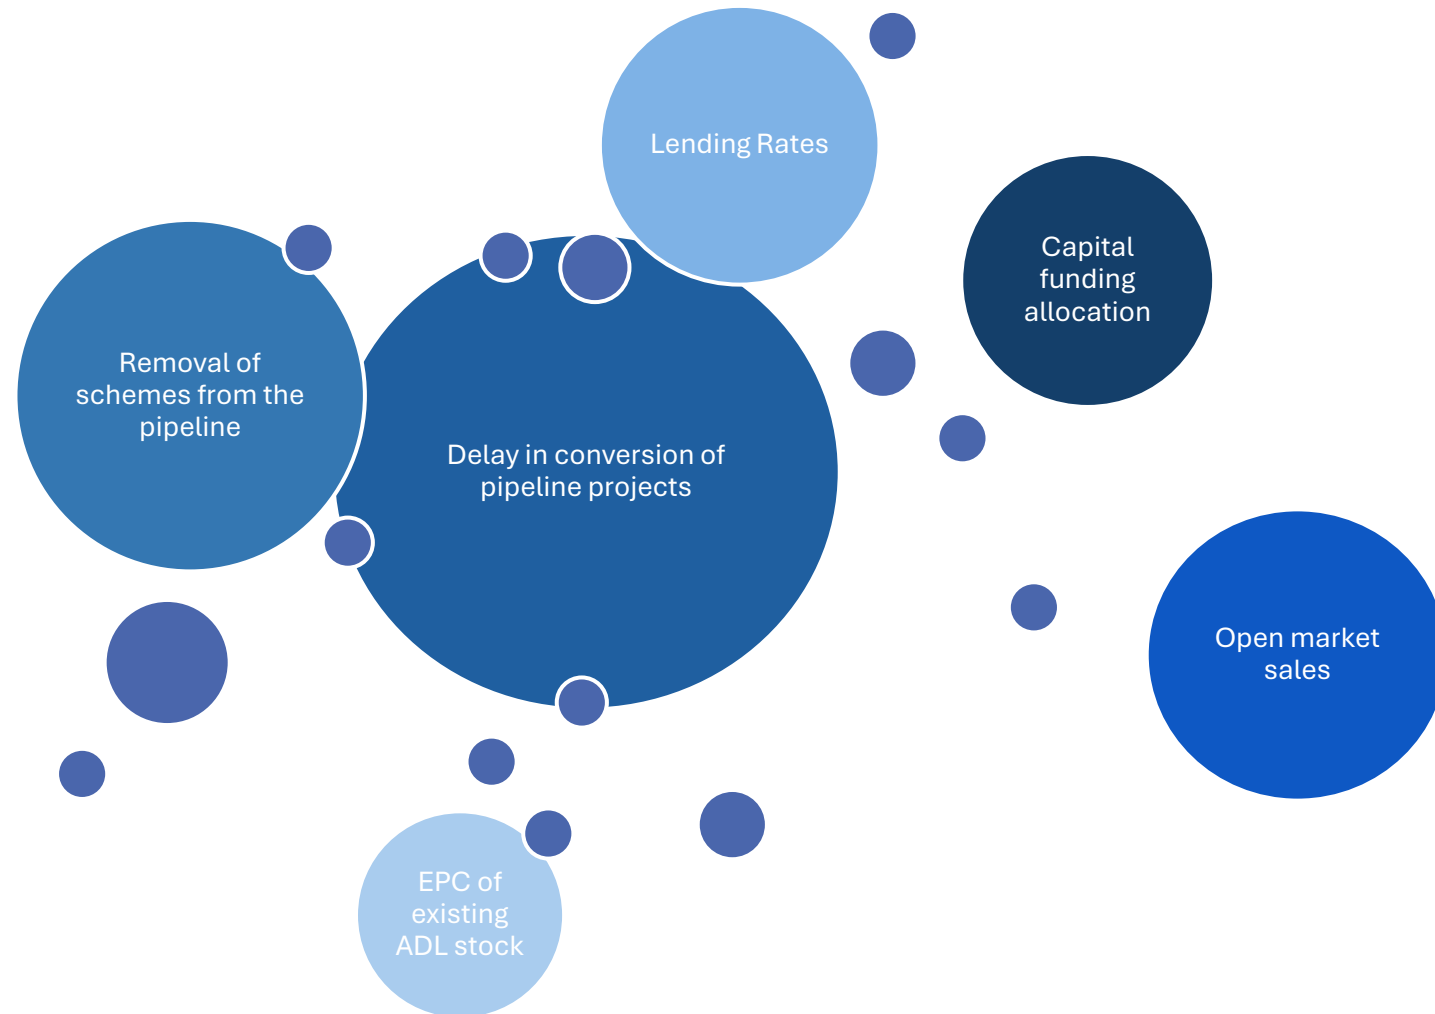 Lending Rates
Capital
funding
allocation
Removal of
schemes from the
pipeline
Delay in conversion of
pipeline projects
Open market
sales
EPC of
existing
ADL stock